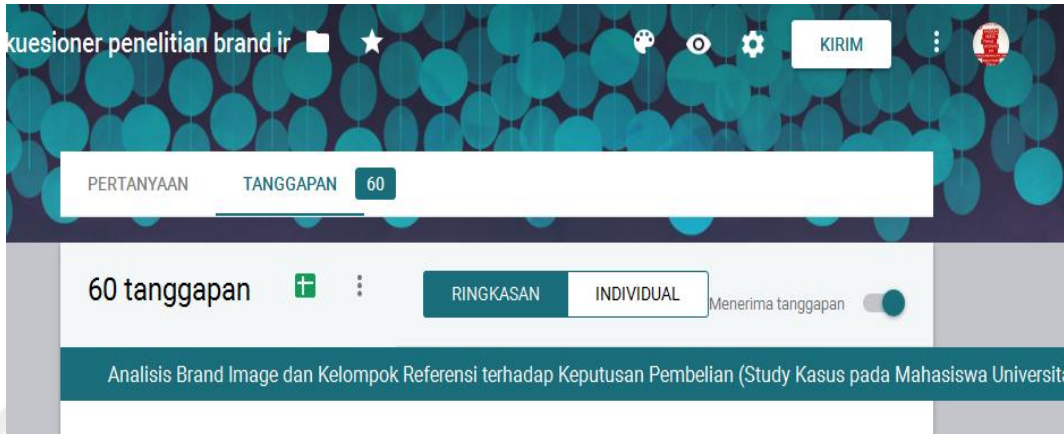 kuesioner penelitian brand ir
KIRIM
PERTANYAAN TANGGAPAN 60
60 tanggapan
RINGKASAN INDIVIDUAL
Menerima tanggapan
Analisis Brand Image dan Kelompok Referensi terhadap Keputusan Pembelian (Study Kasus pada Mahasiswa Universita